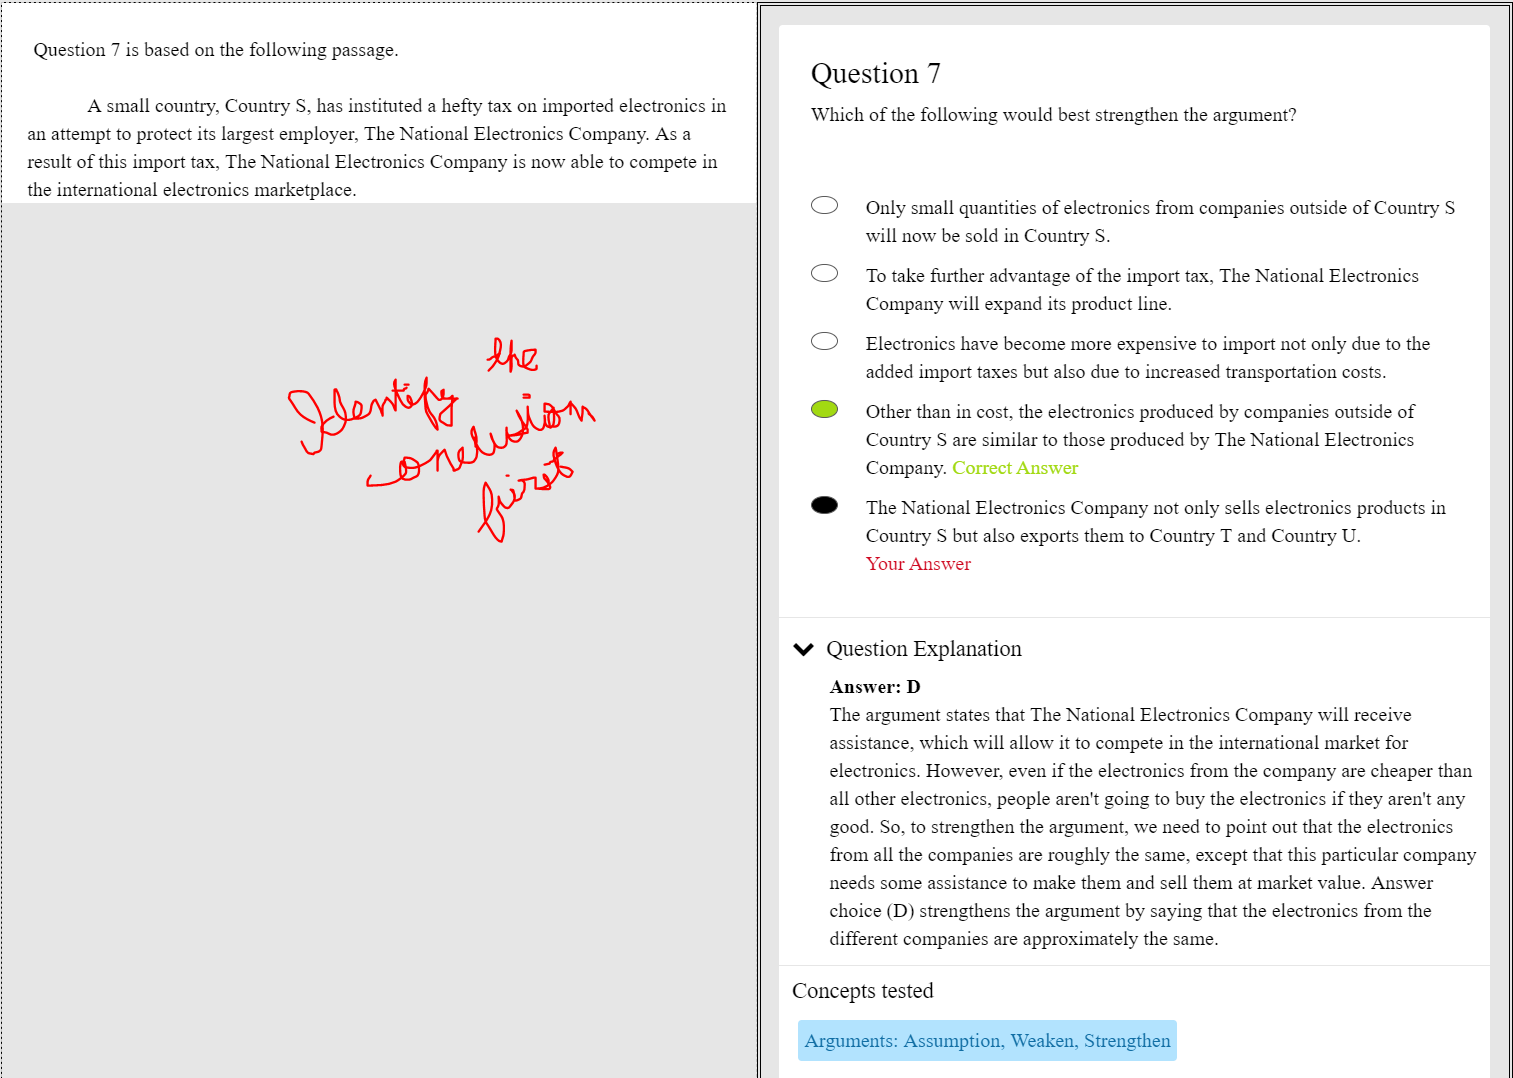 Question 7 is based on the following passage.
A small country, Country S, has instituted a hefty tax on imported electronics in
an attempt to protect its largest employer, The National Electronics Company. As a
result of this import tax, The National Electronics Company is now able to compete in
the international electronics marketplace.
Identify the
conclusion
first
Question 7
Which of the following would best strengthen the argument?
Only small quantities of electronics from companies outside of Country S
will now be sold in Country S.
To take further advantage of the import tax, The National Electronics
Company will expand its product line.
Electronics have become more expensive to import not only due to the
added import taxes but also due to increased transportation costs.
Other than in cost, the electronics produced by companies outside of
Country S are similar to those produced by The National Electronics
Company. Correct Answer
The National Electronics Company not only sells electronics products in
Country S but also exports them to Country T and Country U.
Your Answer
Question Explanation
Answer: D
The argument states that The National Electronics Company will receive
assistance, which will allow it to compete in the international market for
electronics. However, even if the electronics from the company are cheaper than
all other electronics, people aren't going to buy the electronics if they aren't any
good. So, to strengthen the argument, we need to point out that the electronics
from all the companies are roughly the same, except that this particular company
needs some assistance to make them and sell them at market value. Answer
choice (D) strengthens the argument by saying that the electronics from the
different companies are approximately the same.
Concepts tested
Arguments: Assumption, Weaken, Strengthen